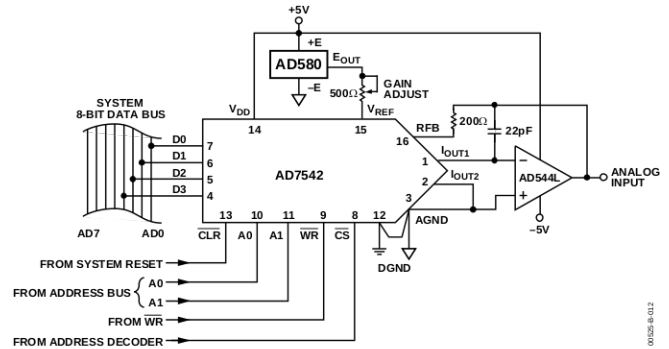 +5V
+E
AD580
EOUT
–E
GAIN
ADJUST
500Ω
SYSTEM
8-BIT DATA BUS
VDD
VREF
14
15
RFB
200Ω
22pF
16
D0
7
D1
6
D2
5
D3
4
AD7542
1
IOUT1
2
IOUT2
3
AGND
–
+
AD544L
ANALOG
INPUT
–5V
AD7
AD0
13
10
11
9
8
12
CLR
A0
A1
WR
CS
DGND
FROM SYSTEM RESET
FROM ADDRESS BUS
A0
A1
FROM WR
FROM ADDRESS DECODER
00525-B-012